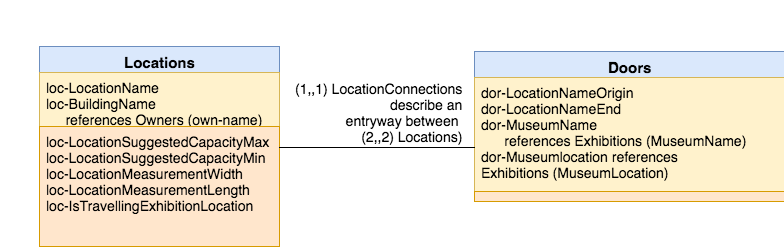 Locations
loc-LocationName
loc-BuildingName
references Owners (own-name)
loc-LocationSuggestedCapacityMax
loc-LocationSuggestedCapacityMin
loc-LocationMeasurementWidth
loc-LocationMeasurementLength
loc-IsTravellingExhibitionLocation
(1,,1) LocationConnections
describe an
entryway between
(2,,2) Locations)
Doors
dor-LocationNameOrigin
dor-LocationNameEnd
dor-MuseumName
references Exhibitions (MuseumName)
dor-Museumlocation references
Exhibitions (MuseumLocation)